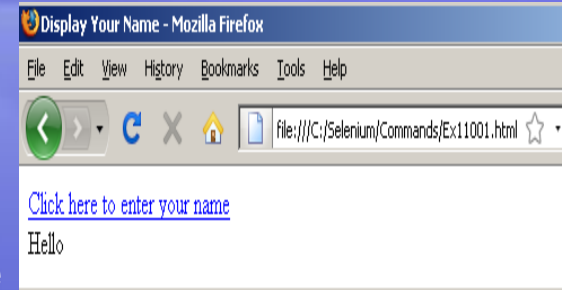 Display Your Name - Mozilla Firefox
File Edit View History Bookmarks Tools Help
file:///C:/Selenium/Commands/Ex11001.html
Click here to enter your name
Hello